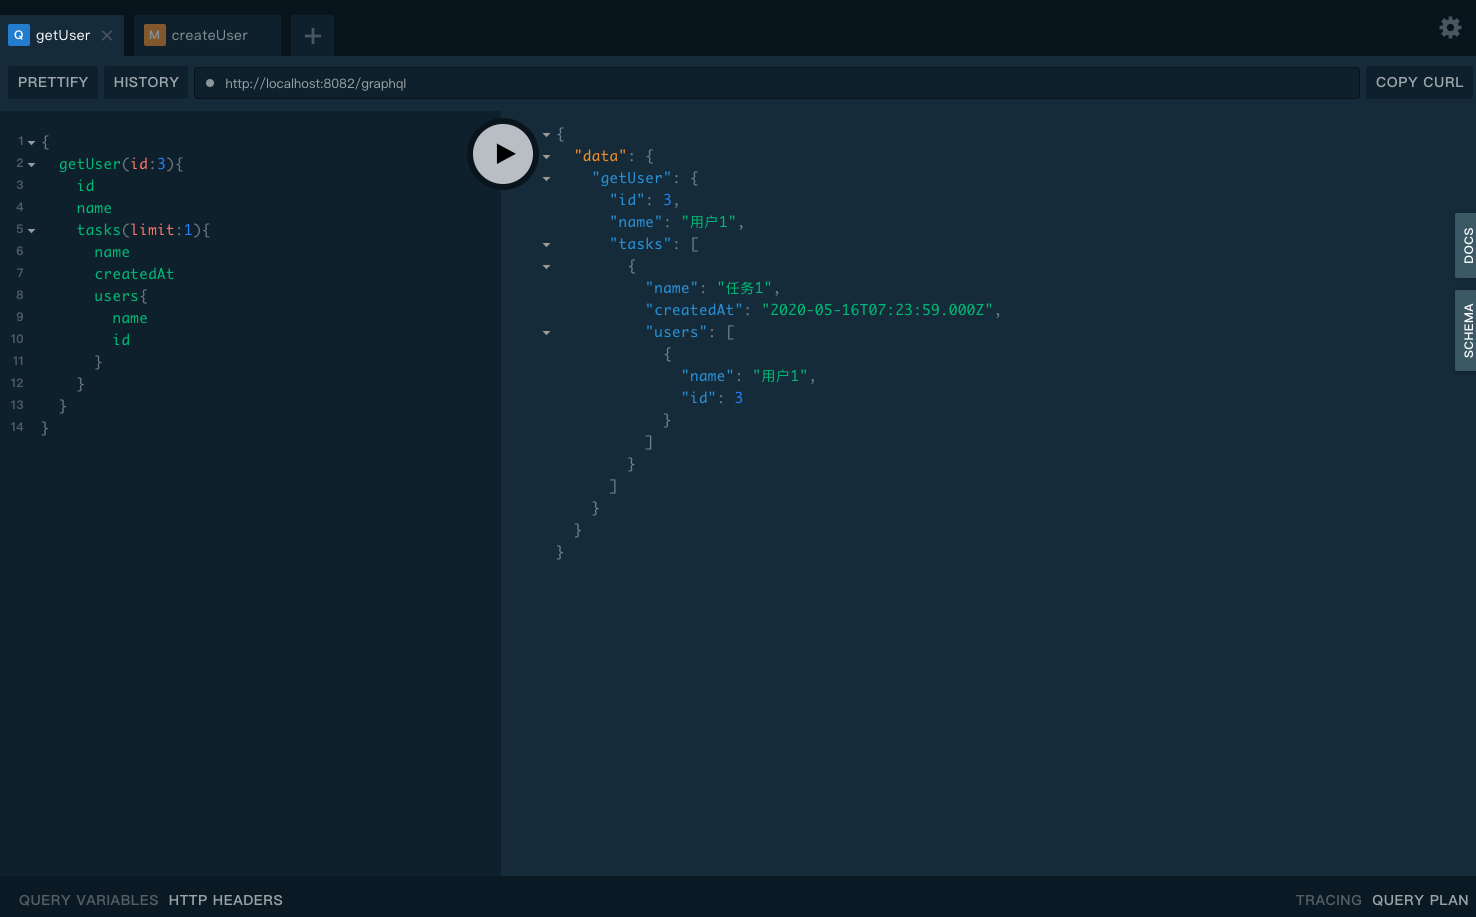 Q getUser × M createUser +
PRETTIFY HISTORY http://localhost:8082/graphql COPY CURL
1 {
2 getUser(id:3){
3 id
4 name
5 tasks(limit:1){
6 name
7 createdAt
8 users{
9 name
10 id
11 }
12 }
13 }
14 }
{
"data": {
"getUser": {
"id": 3,
"name": "用户1",
"tasks": [
{
"name": "任务1",
"createdAt": "2020-05-16T07:23:59.000Z",
"users": [
{
"name": "用户1",
"id": 3
}
]
}
]
}
}
}
DOCS
SCHEMA
QUERY VARIABLES HTTP HEADERS
TRACING QUERY PLAN